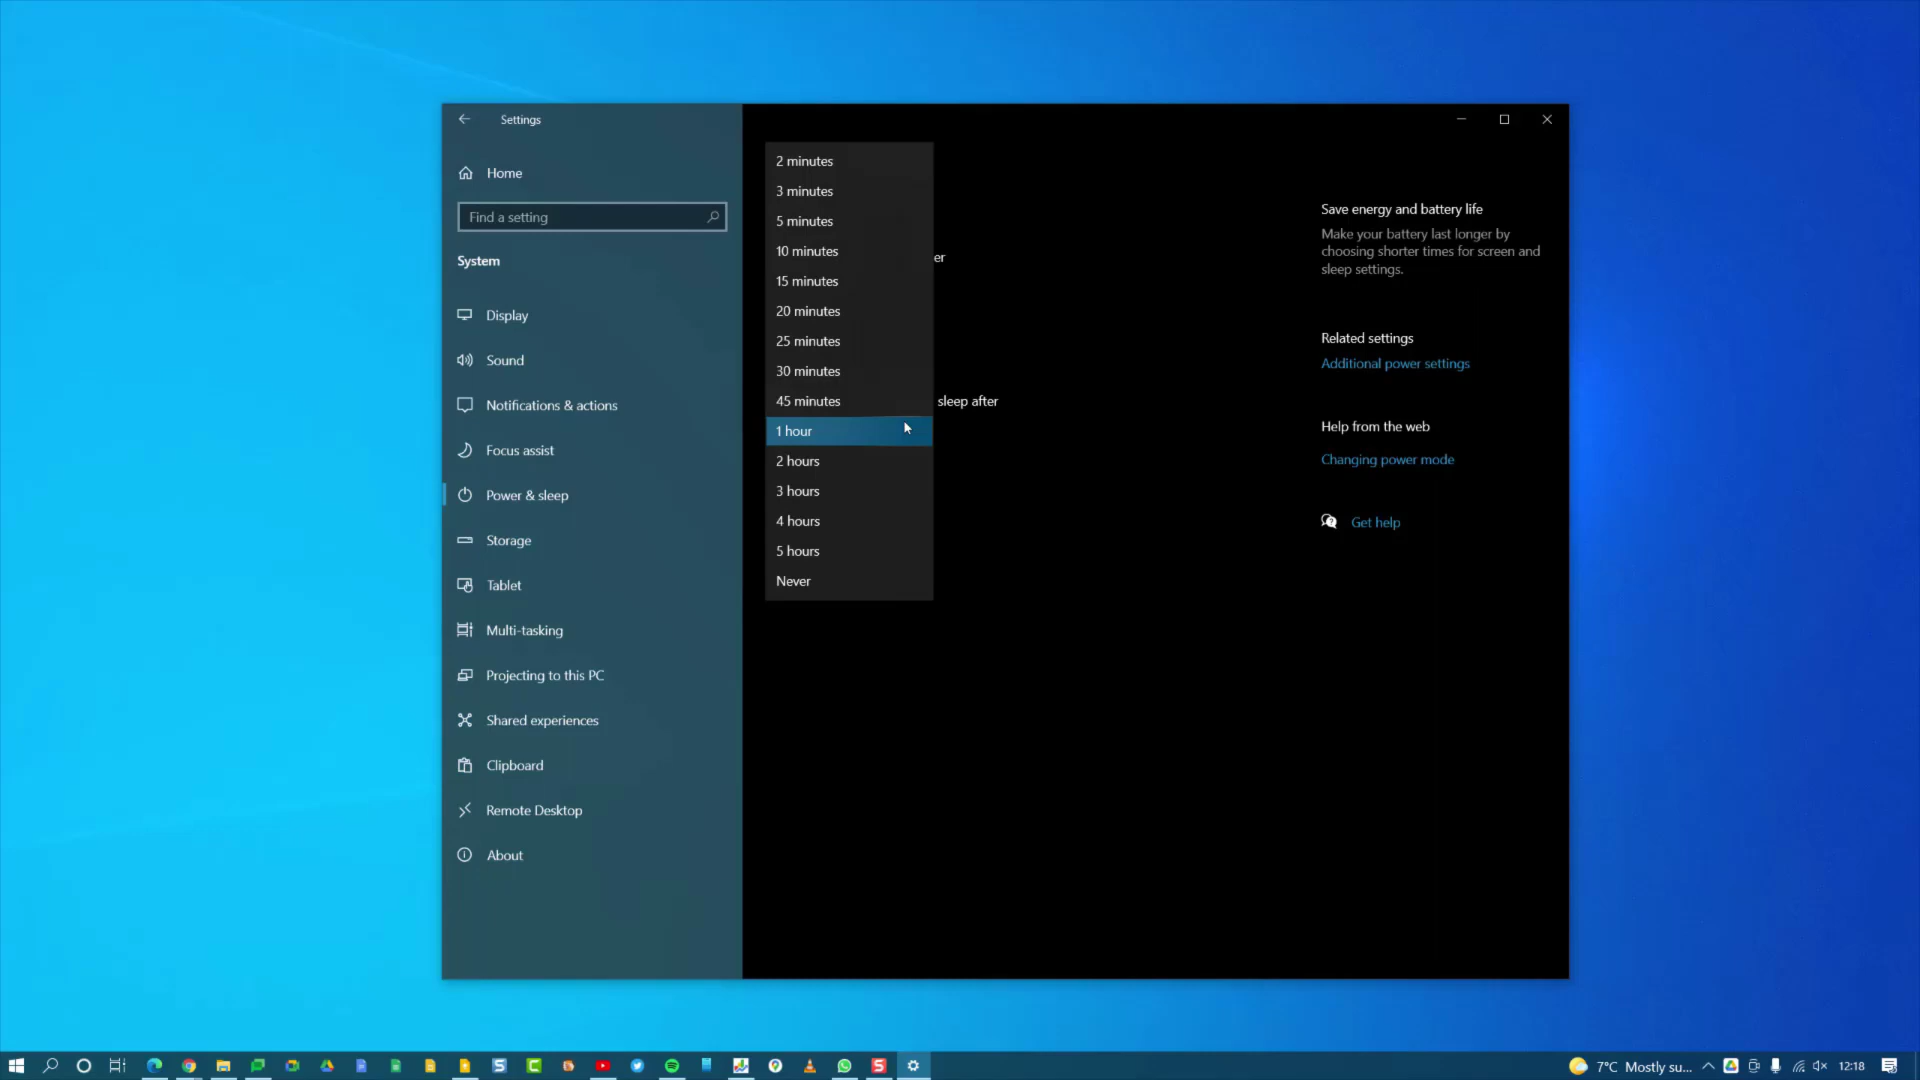 Settings
Home
Find a setting
System
Display
Sound
Notifications & actions
Focus assist
Power & sleep
Storage
Tablet
Multi-tasking
Projecting to this PC
Shared experiences
Clipboard
Remote Desktop
About
2 minutes
3 minutes
5 minutes
10 minutes
er
15 minutes
20 minutes
25 minutes
30 minutes
45 minutes
sleep after
1 hour
2 hours
3 hours
4 hours
5 hours
Never
Save energy and battery life
Make your battery last longer by
choosing shorter times for screen and
sleep settings.
Related settings
Additional power settings
Help from the web
Changing power mode
Get help
7°C Mostly su...
12:18